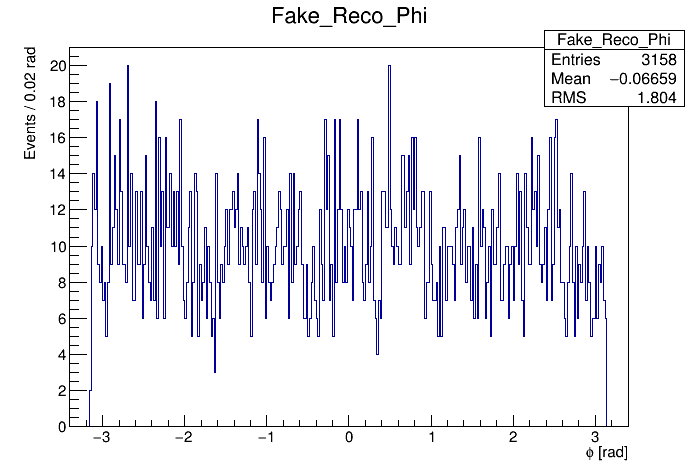 Fake_Reco_Phi
Fake_Reco_Phi
Entries 3158
Mean −0.06659
RMS 1.804
Events / 0.02 rad
20
18
16
14
12
10
8
6
4
2
0
−3 −2 −1 0 1 2 3
ϕ [rad]